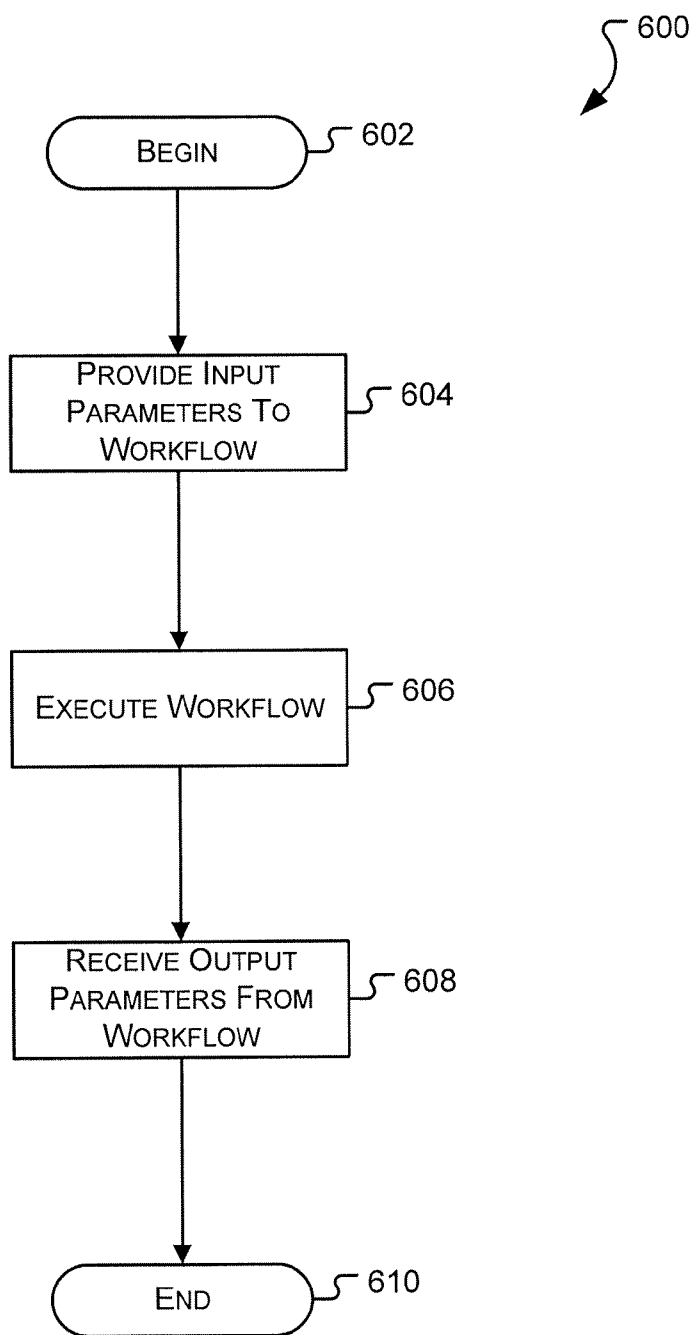 600
BEGIN
602
PROVIDE INPUT
PARAMETERS TO
WORKFLOW
604
EXECUTE WORKFLOW
606
RECEIVE OUTPUT
PARAMETERS FROM
WORKFLOW
608
END
610